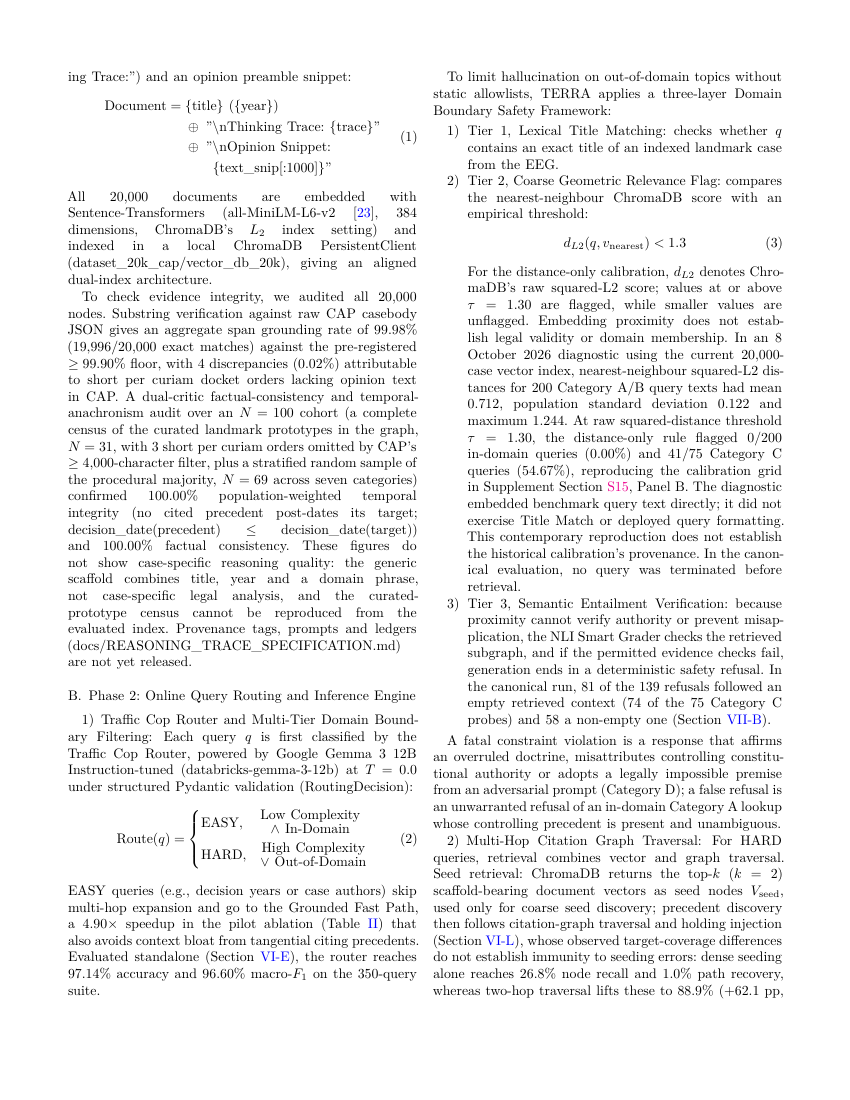 ing Trace:”) and an opinion preamble snippet:
Document = {title} ({year})
⊕ ”\nThinking Trace: {trace}”
⊕ ”\nOpinion Snippet:
{text_snip[:1000]}”
(1)
All 20,000 documents are embedded with
Sentence-Transformers (all-MiniLM-L6-v2 [23], 384
dimensions, ChromaDB’s L2 index setting) and
indexed in a local ChromaDB PersistentClient
(dataset_20k_cap/vector_db_20k), giving an aligned
dual-index architecture.
To check evidence integrity, we audited all 20,000
nodes. Substring verification against raw CAP casebody
JSON gives an aggregate span grounding rate of 99.98%
(19,996/20,000 exact matches) against the pre-registered
≥ 99.90% floor, with 4 discrepancies (0.02%) attributable
to short per curiam docket orders lacking opinion text
in CAP. A dual-critic factual-consistency and temporal-
anachronism audit over an N = 100 cohort (a complete
census of the curated landmark prototypes in the graph,
N = 31, with 3 short per curiam orders omitted by CAP’s
≥ 4,000-character filter, plus a stratified random sample of
the procedural majority, N = 69 across seven categories)
confirmed 100.00% population-weighted temporal
integrity (no cited precedent post-dates its target;
decision_date(precedent) ≤ decision_date(target))
and 100.00% factual consistency. These figures do
not show case-specific reasoning quality: the generic
scaffold combines title, year and a domain phrase,
not case-specific legal analysis, and the curated-
prototype census cannot be reproduced from the
evaluated index. Provenance tags, prompts and ledgers
(docs/REASONING_TRACE_SPECIFICATION.md)
are not yet released.
B. Phase 2: Online Query Routing and Inference Engine
1) Traffic Cop Router and Multi-Tier Domain Bound-
ary Filtering: Each query q is first classified by the
Traffic Cop Router, powered by Google Gemma 3 12B
Instruction-tuned (databricks-gemma-3-12b) at T = 0.0
under structured Pydantic validation (RoutingDecision):
Route(q) = { EASY, Low Complexity
∧ In-Domain
HARD, High Complexity
∨ Out-of-Domain
(2)
EASY queries (e.g., decision years or case authors) skip
multi-hop expansion and go to the Grounded Fast Path,
a 4.90× speedup in the pilot ablation (Table II) that
also avoids context bloat from tangential citing precedents.
Evaluated standalone (Section VI-E), the router reaches
97.14% accuracy and 96.60% macro-F1 on the 350-query
suite.
To limit hallucination on out-of-domain topics without
static allowlists, TERRA applies a three-layer Domain
Boundary Safety Framework:
1) Tier 1, Lexical Title Matching: checks whether q
contains an exact title of an indexed landmark case
from the EEG.
2) Tier 2, Coarse Geometric Relevance Flag: compares
the nearest-neighbour ChromaDB score with an
empirical threshold:
dL2(q, vnearest) < 1.3 (3)
For the distance-only calibration, dL2 denotes Chro-
maDB’s raw squared-L2 score; values at or above
τ = 1.30 are flagged, while smaller values are
unflagged. Embedding proximity does not estab-
lish legal validity or domain membership. In an 8
October 2026 diagnostic using the current 20,000-
case vector index, nearest-neighbour squared-L2 dis-
tances for 200 Category A/B query texts had mean
0.712, population standard deviation 0.122 and
maximum 1.244. At raw squared-distance threshold
τ = 1.30, the distance-only rule flagged 0/200
in-domain queries (0.00%) and 41/75 Category C
queries (54.67%), reproducing the calibration grid
in Supplement Section S15, Panel B. The diagnostic
embedded benchmark query text directly; it did not
exercise Title Match or deployed query formatting.
This contemporary reproduction does not establish
the historical calibration’s provenance. In the canon-
ical evaluation, no query was terminated before
retrieval.
3) Tier 3, Semantic Entailment Verification: because
proximity cannot verify authority or prevent misap-
plication, the NLI Smart Grader checks the retrieved
subgraph, and if the permitted evidence checks fail,
generation ends in a deterministic safety refusal. In
the canonical run, 81 of the 139 refusals followed an
empty retrieved context (74 of the 75 Category C
probes) and 58 a non-empty one (Section VII-B).
A fatal constraint violation is a response that affirms
an overruled doctrine, misattributes controlling constitu-
tional authority or adopts a legally impossible premise
from an adversarial prompt (Category D); a false refusal is
an unwarranted refusal of an in-domain Category A lookup
whose controlling precedent is present and unambiguous.
2) Multi-Hop Citation Graph Traversal: For HARD
queries, retrieval combines vector and graph traversal.
Seed retrieval: ChromaDB returns the top-k (k = 2)
scaffold-bearing document vectors as seed nodes Vseed,
used only for coarse seed discovery; precedent discovery
then follows citation-graph traversal and holding injection
(Section VI-L), whose observed target-coverage differences
do not establish immunity to seeding errors: dense seeding
alone reaches 26.8% node recall and 1.0% path recovery,
whereas two-hop traversal lifts these to 88.9% (+62.1 pp,